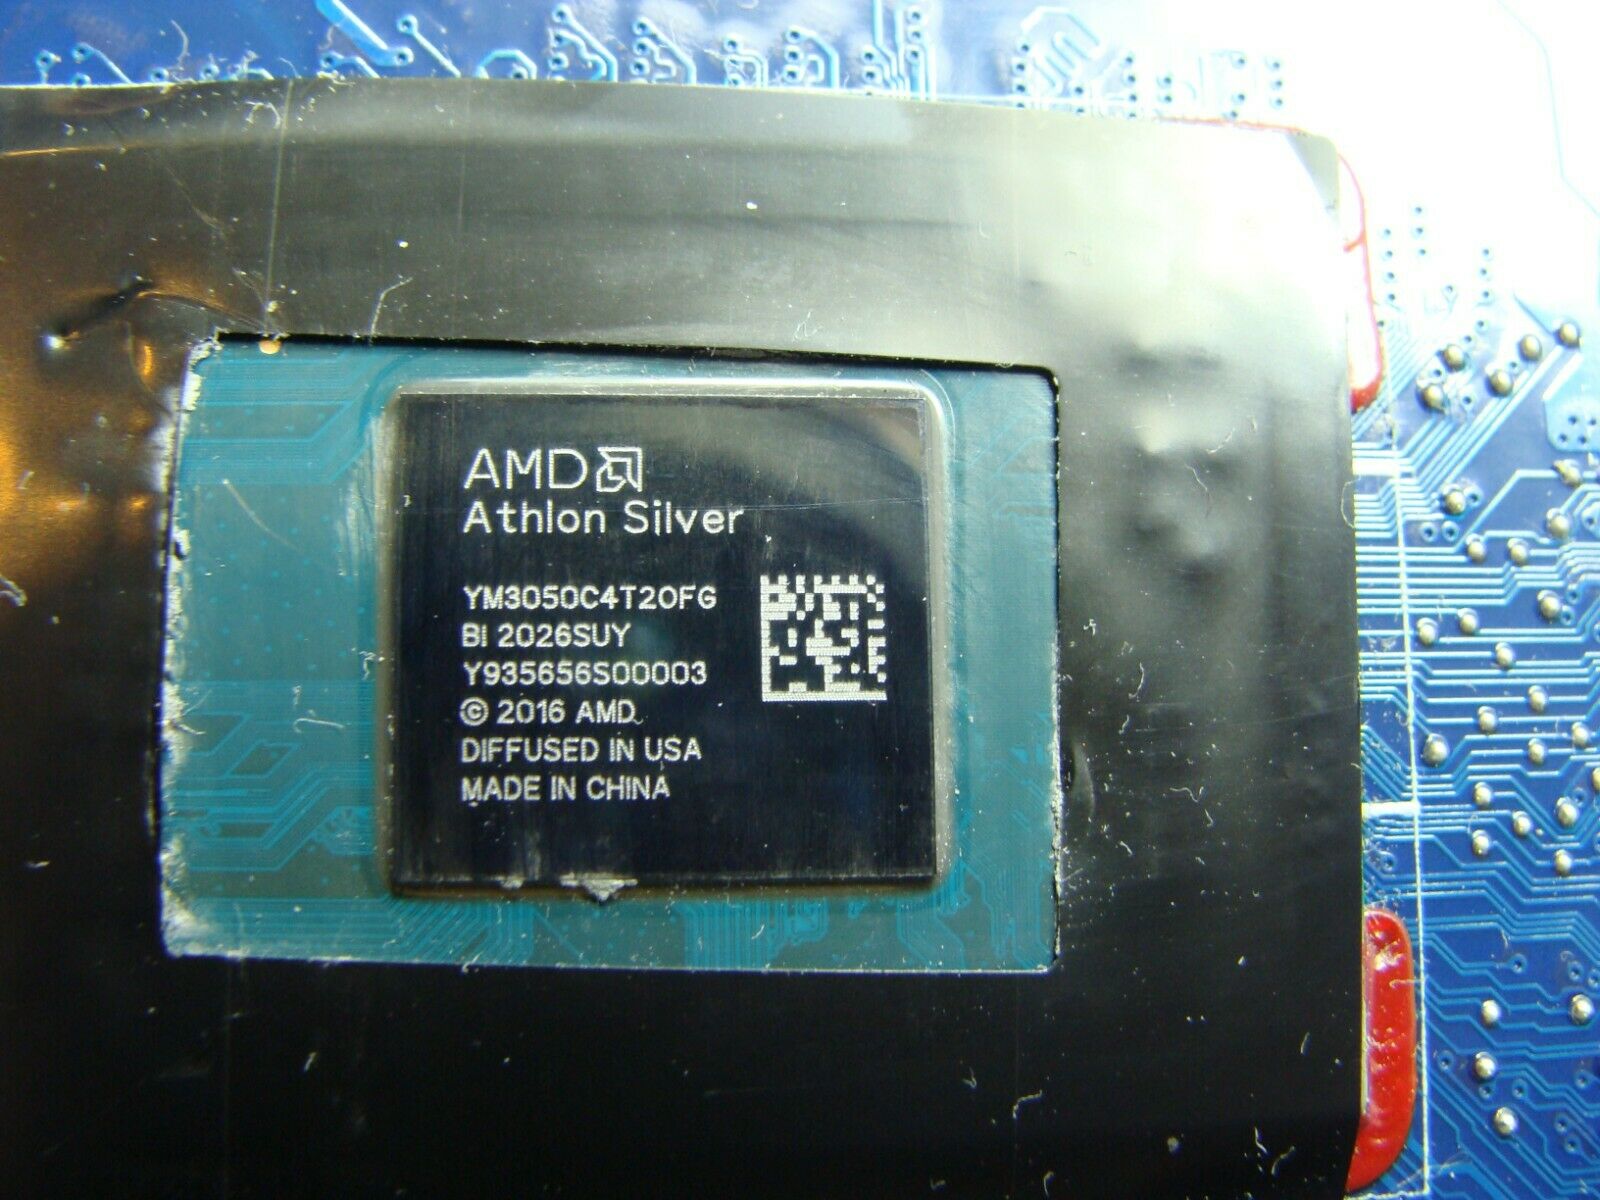 AMD
Athlon Silver
YM3050C4T2OFG
BI 2026SUY
Y935656S00003
© 2016 AMD
DIFFUSED IN USA
MADE IN CHINA